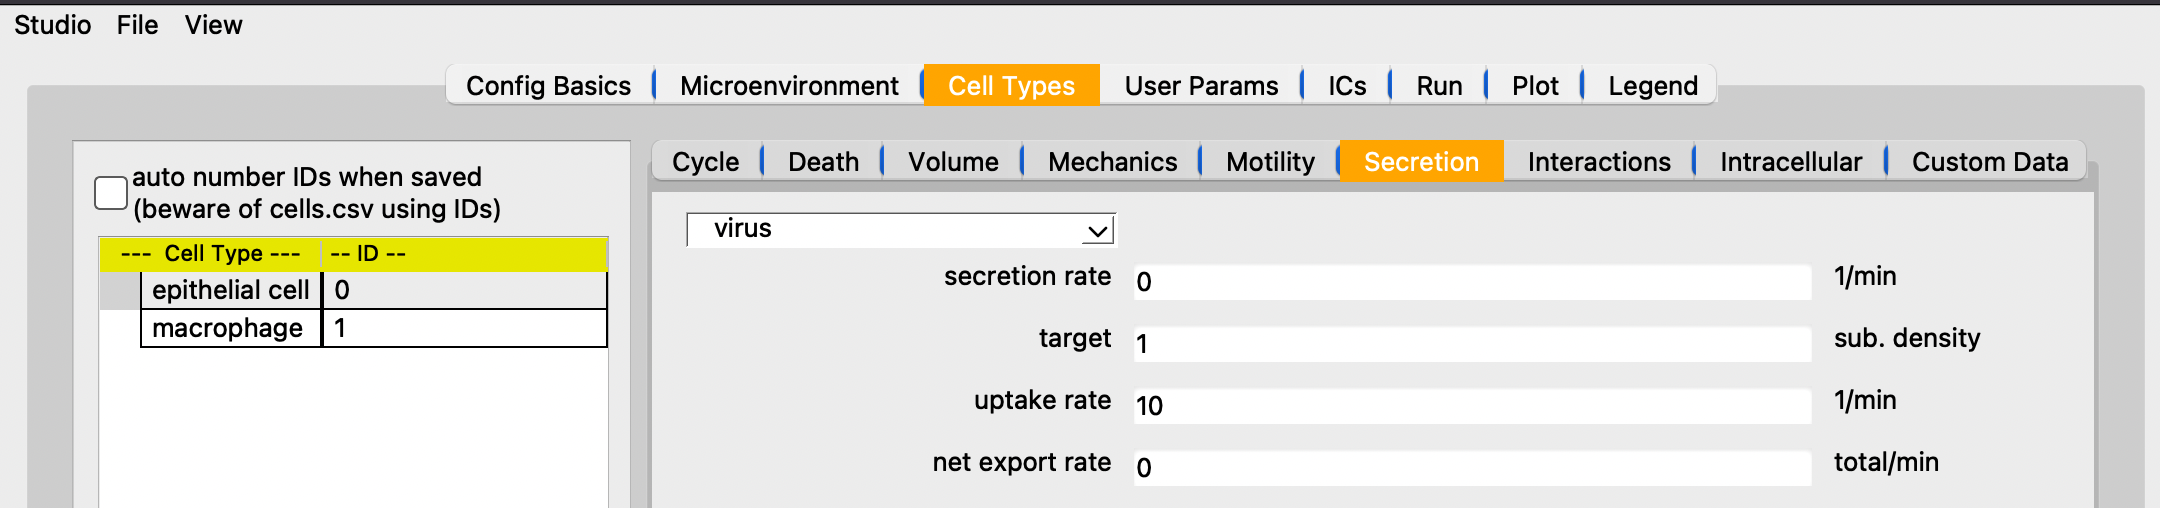 Studio File View
Config Basics Microenvironment Cell Types User Params ICs Run Plot Legend
auto number IDs when saved
(beware of cells.csv using IDs)
--- Cell Type --- -- ID --
epithelial cell 0
macrophage 1
Cycle Death Volume Mechanics Motility Secretion Interactions Intracellular Custom Data
virus
secretion rate 0 1/min
target 1 sub. density
uptake rate 10 1/min
net export rate 0 total/min